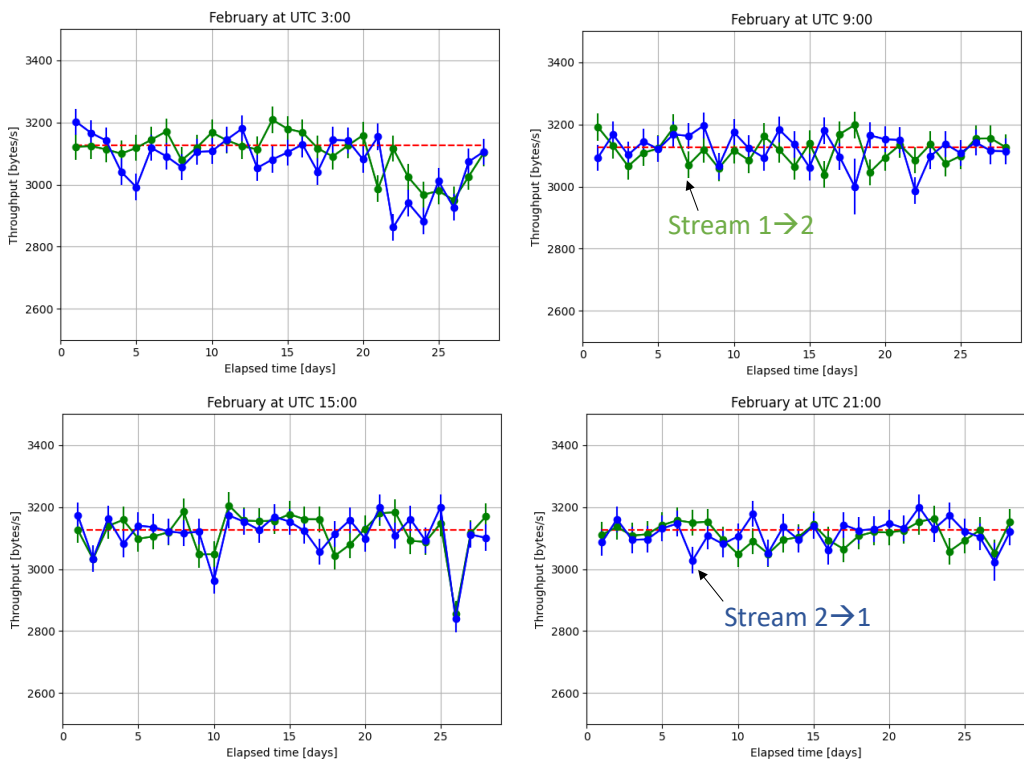 February at UTC 3:00
3400
3200
3000
2800
2600
Throughput [bytes/s]
0 5 10 15 20 25
Elapsed time [days]
February at UTC 9:00
3400
3200
3000
2800
2600
Throughput [bytes/s]
Stream 1→2
0 5 10 15 20 25
Elapsed time [days]
February at UTC 15:00
3400
3200
3000
2800
2600
Throughput [bytes/s]
0 5 10 15 20 25
Elapsed time [days]
February at UTC 21:00
3400
3200
3000
2800
2600
Throughput [bytes/s]
Stream 2→1
0 5 10 15 20 25
Elapsed time [days]